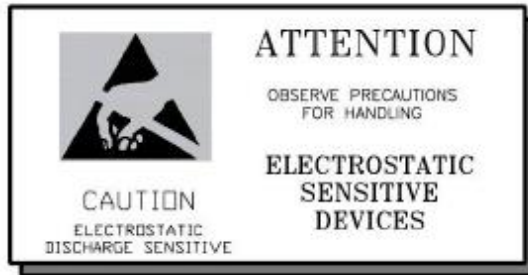 ATTENTION
OBSERVE PRECAUTIONS
FOR HANDLING
ELECTROSTATIC
SENSITIVE
DEVICES
CAUTION
ELECTROSTATIC
DISCHARGE SENSITIVE